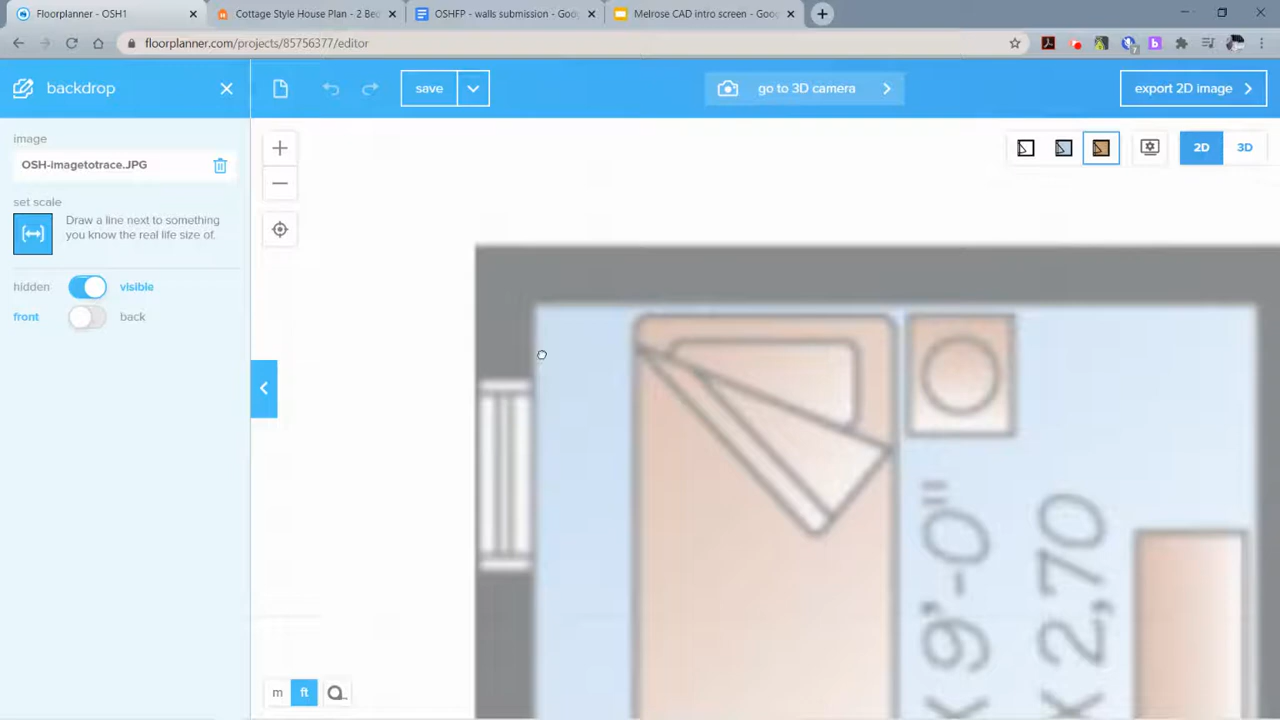 Floorplanner - OSH1
Cottage Style House Plan - 2 Bed
OSHFP - walls submission - Goog
Melrose CAD intro screen - Goog
floorplanner.com/projects/85756377/editor
backdrop
save
go to 3D camera
export 2D image
image
OSH-imagetotrace.JPG
2D
3D
set scale
Draw a line next to something
you know the real life size of.
hidden
visible
front
back
X 9'-0"
X 2,70
m
ft